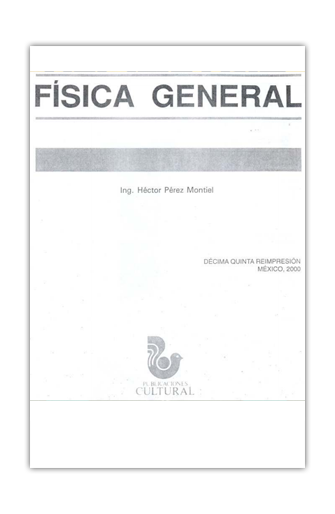 FÍSICA GENERAL
Ing. Héctor Pérez Montiel
DÉCIMA QUINTA REIMPRESIÓN
MÉXICO, 2000
PUBLICACIONES
CULTURAL